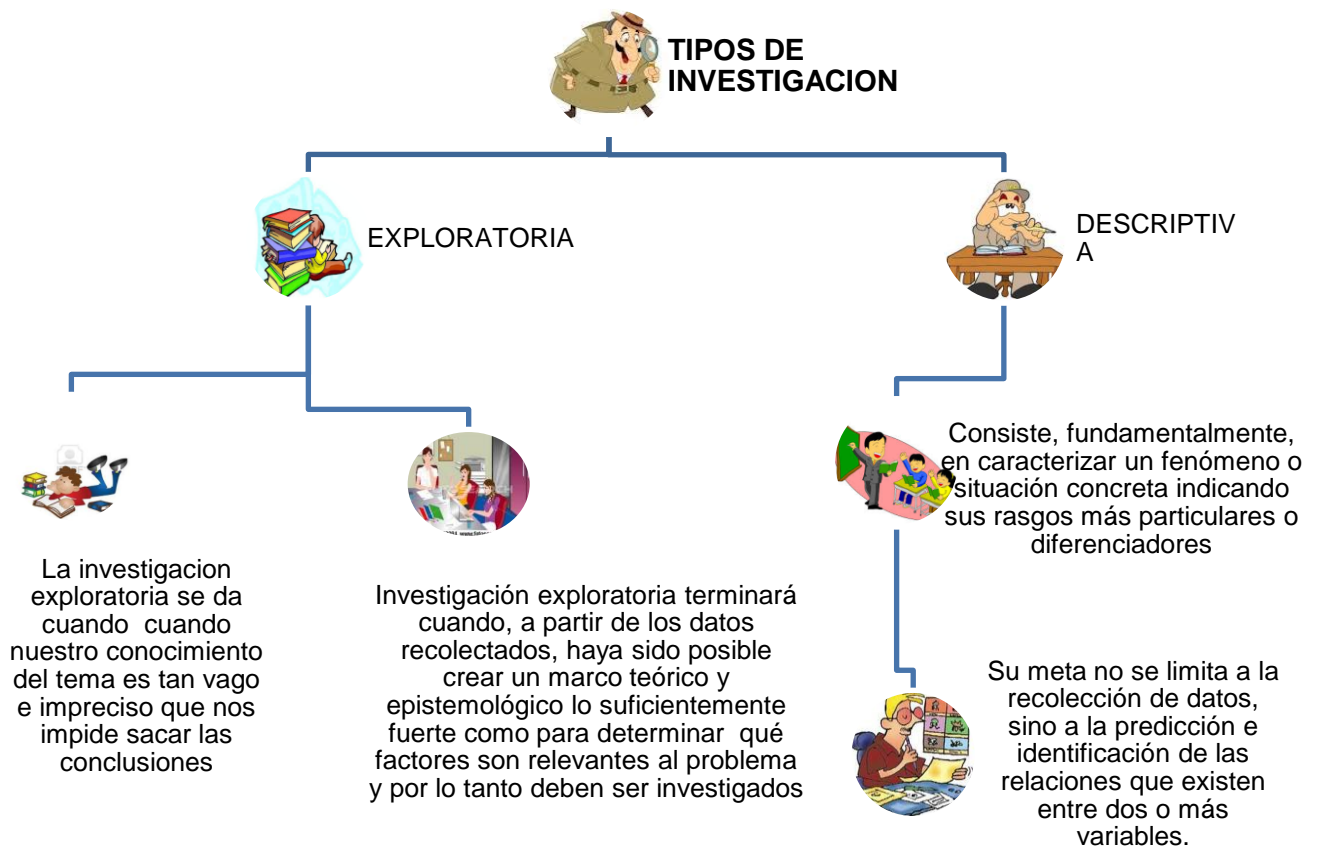 TIPOS DE
INVESTIGACION
EXPLORATORIA
DESCRIPTIV
A
La investigacion
exploratoria se da
cuando cuando
nuestro conocimiento
del tema es tan vago
e impreciso que nos
impide sacar las
conclusiones
Investigación exploratoria terminará
cuando, a partir de los datos
recolectados, haya sido posible
crear un marco teórico y
epistemológico lo suficientemente
fuerte como para determinar qué
factores son relevantes al problema
y por lo tanto deben ser investigados
Consiste, fundamentalmente,
en caracterizar un fenómeno o
situación concreta indicando
sus rasgos más particulares o
diferenciadores
Su meta no se limita a la
recolección de datos,
sino a la predicción e
identificación de las
relaciones que existen
entre dos o más
variables.